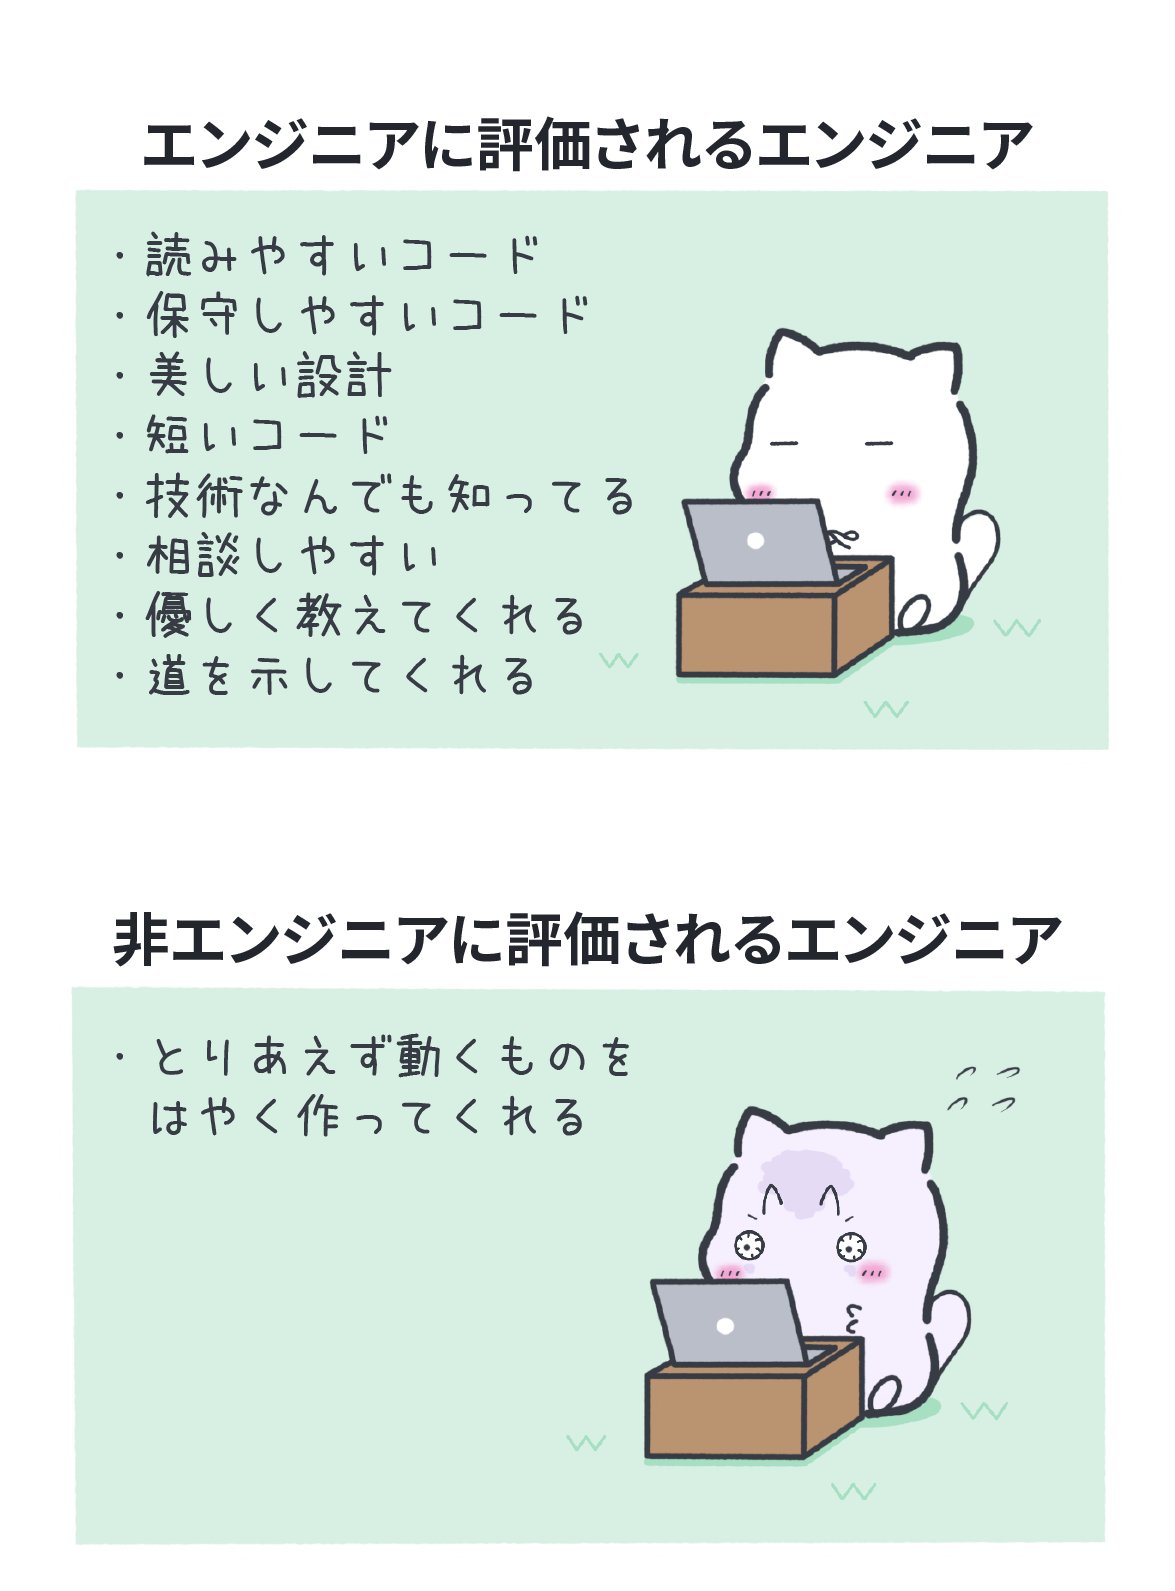 エンジニアに評価されるエンジニア
・読みやすいコード
・保守しやすいコード
・美しい設計
・短いコード
・技術なんでも知ってる
・相談しやすい
・優しく教えてくれる
・道を示してくれる
非エンジニアに評価されるエンジニア
・とりあえず動くものを
はやく作ってくれる